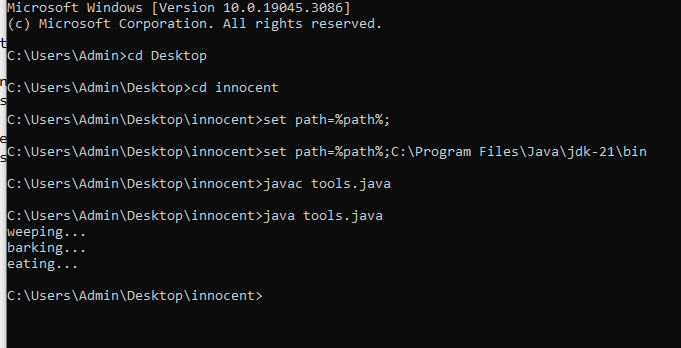 Microsoft Windows [Version 10.0.19045.3086]
(c) Microsoft Corporation. All rights reserved.
C:\Users\Admin>cd Desktop
C:\Users\Admin\Desktop>cd innocent
C:\Users\Admin\Desktop\innocent>set path=%path%;
C:\Users\Admin\Desktop\innocent>set path=%path%;C:\Program Files\Java\jdk-21\bin
C:\Users\Admin\Desktop\innocent>javac tools.java
C:\Users\Admin\Desktop\innocent>java tools.java
weeping...
barking...
eating...
C:\Users\Admin\Desktop\innocent>